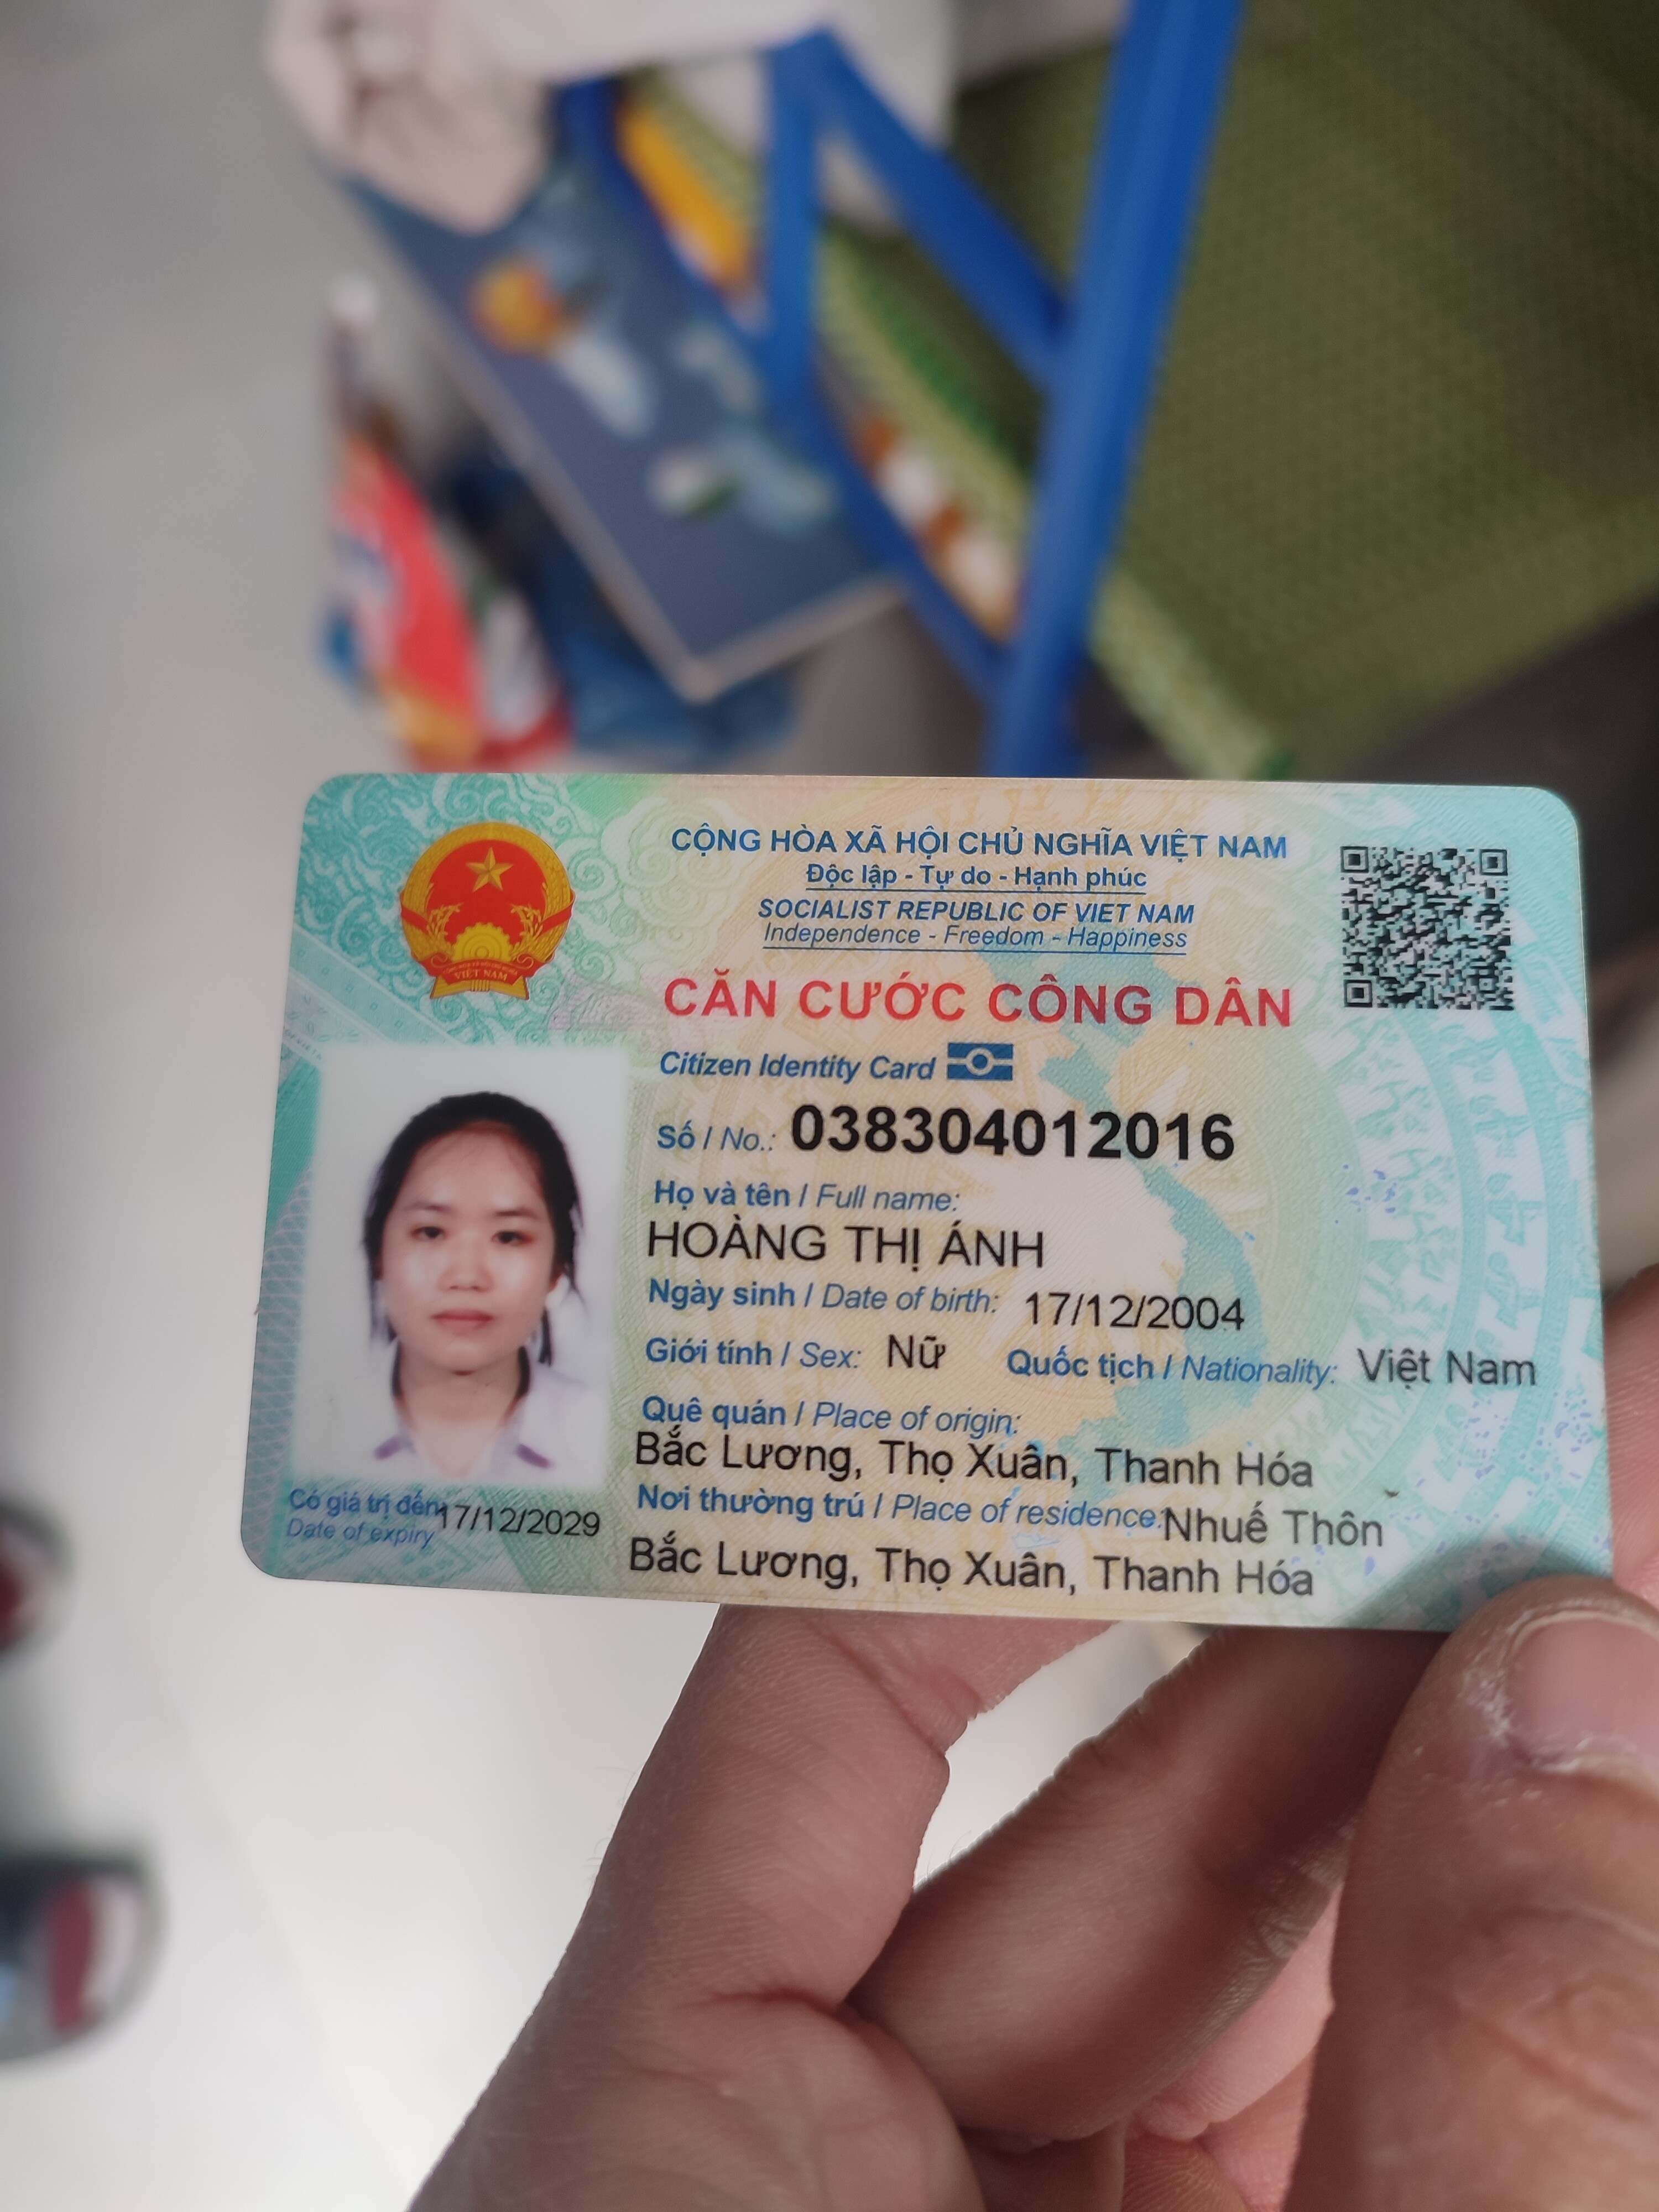 CỘNG HÒA XÃ HỘI CHỦ NGHĨA VIỆT NAM
Độc lập - Tự do - Hạnh phúc
SOCIALIST REPUBLIC OF VIET NAM
Independence - Freedom - Happiness
VIỆT NAM
CĂN CƯỚC CÔNG DÂN
Citizen Identity Card
Số / No.: 038304012016
Họ và tên / Full name:
HOÀNG THỊ ÁNH
Ngày sinh / Date of birth: 17/12/2004
Giới tính / Sex: Nữ Quốc tịch / Nationality: Việt Nam
Quê quán / Place of origin:
Bắc Lương, Thọ Xuân, Thanh Hóa
Nơi thường trú / Place of residence: Nhuế Thôn
Bắc Lương, Thọ Xuân, Thanh Hóa
Có giá trị đến: 17/12/2029
Date of expiry